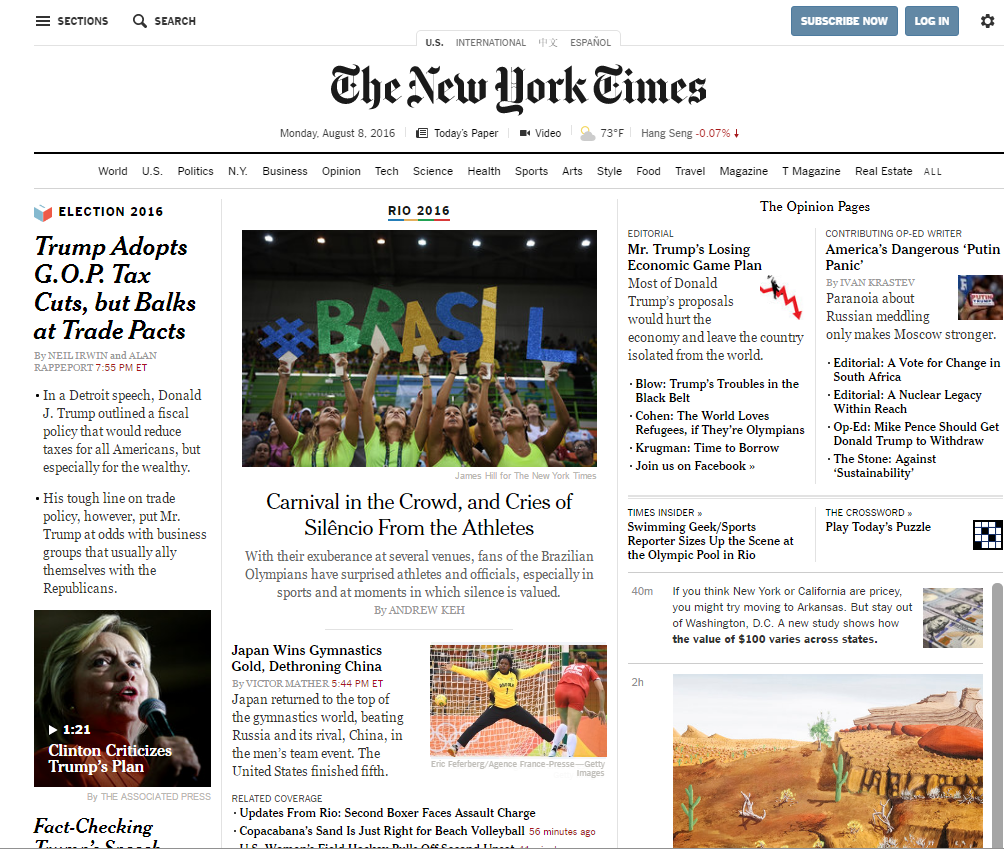 SECTIONS SEARCH SUBSCRIBE NOW LOG IN
U.S. INTERNATIONAL 中文 ESPAÑOL
The New York Times
Monday, August 8, 2016 Today's Paper Video 73°F Hang Seng -0.07%
World U.S. Politics N.Y. Business Opinion Tech Science Health Sports Arts Style Food Travel Magazine T Magazine Real Estate ALL
ELECTION 2016
Trump Adopts
G.O.P. Tax
Cuts, but Balks
at Trade Pacts
By NEIL IRWIN and ALAN
RAPPEPORT 7:55 PM ET
• In a Detroit speech, Donald
J. Trump outlined a fiscal
policy that would reduce
taxes for all Americans, but
especially for the wealthy.
• His tough line on trade
policy, however, put Mr.
Trump at odds with business
groups that usually ally
themselves with the
Republicans.
1:21
Clinton Criticizes
Trump's Plan
By THE ASSOCIATED PRESS
Fact-Checking
Trump's Speech
RIO 2016
#BRASIL
James Hill for The New York Times
Carnival in the Crowd, and Cries of
Silêncio From the Athletes
With their exuberance at several venues, fans of the Brazilian
Olympians have surprised athletes and officials, especially in
sports and at moments in which silence is valued.
By ANDREW KEH
Japan Wins Gymnastics
Gold, Dethroning China
By VICTOR MATHER 5:44 PM ET
Japan returned to the top of
the gymnastics world, beating
Russia and its rival, China, in
the men's team event. The
United States finished fifth.
Eric Feferberg/Agence France-Presse—Getty
Images
RELATED COVERAGE
· Updates From Rio: Second Boxer Faces Assault Charge
· Copacabana's Sand Is Just Right for Beach Volleyball 56 minutes ago
· U.S. Women's Field Hockey Pulls Off Second Upset
The Opinion Pages
EDITORIAL
Mr. Trump's Losing
Economic Game Plan
Most of Donald
Trump's proposals
would hurt the
economy and leave the country
isolated from the world.
· Blow: Trump's Troubles in the
Black Belt
· Cohen: The World Loves
Refugees, if They're Olympians
· Krugman: Time to Borrow
· Join us on Facebook »
CONTRIBUTING OP-ED WRITER
America's Dangerous 'Putin
Panic'
By IVAN KRASTEV
Paranoia about
Russian meddling
only makes Moscow stronger.
· Editorial: A Vote for Change in
South Africa
· Editorial: A Nuclear Legacy
Within Reach
· Op-Ed: Mike Pence Should Get
Donald Trump to Withdraw
· The Stone: Against
'Sustainability'
TIMES INSIDER »
Swimming Geek/Sports
Reporter Sizes Up the Scene at
the Olympic Pool in Rio
THE CROSSWORD »
Play Today's Puzzle
40m
If you think New York or California are pricey,
you might try moving to Arkansas. But stay out
of Washington, D.C. A new study shows how
the value of $100 varies across states.
2h